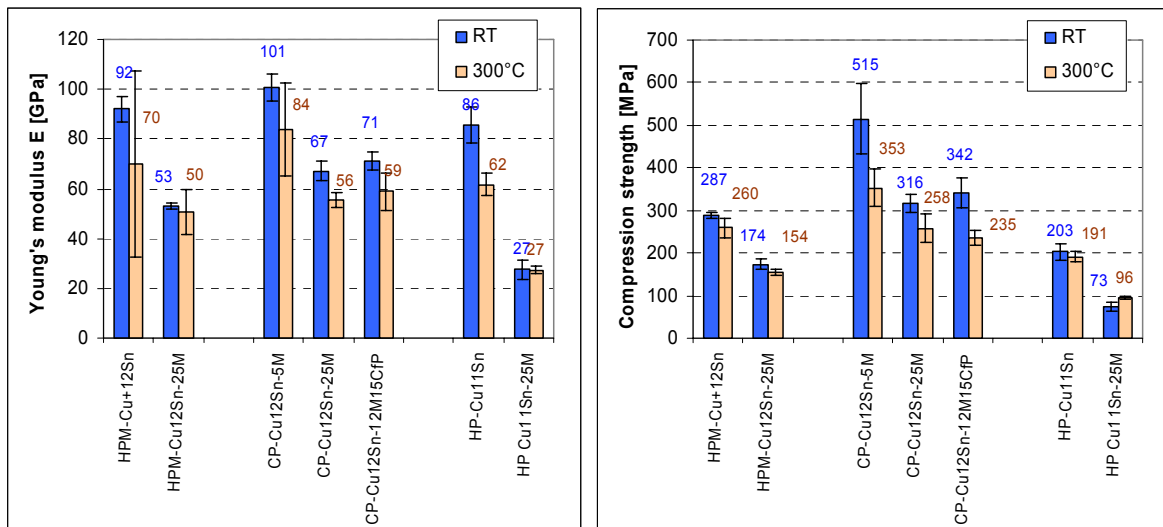 Young's modulus E [GPa]
120
100
80
60
40
20
0
RT
300°C
92
70
53
50
101
84
67
56
71
59
86
62
27
27
HPM-Cu+12Sn
HPM-Cu12Sn-25M
CP-Cu12Sn-5M
CP-Cu12Sn-25M
CP-Cu12Sn-12M15CfP
HP-Cu11Sn
HP Cu11Sn-25M
Compression strength [MPa]
700
600
500
400
300
200
100
0
RT
300°C
287
260
174
154
515
353
316
258
342
235
203
191
73
96
HPM-Cu+12Sn
HPM-Cu12Sn-25M
CP-Cu12Sn-5M
CP-Cu12Sn-25M
CP-Cu12Sn-12M15CfP
HP-Cu11Sn
HP Cu11Sn-25M